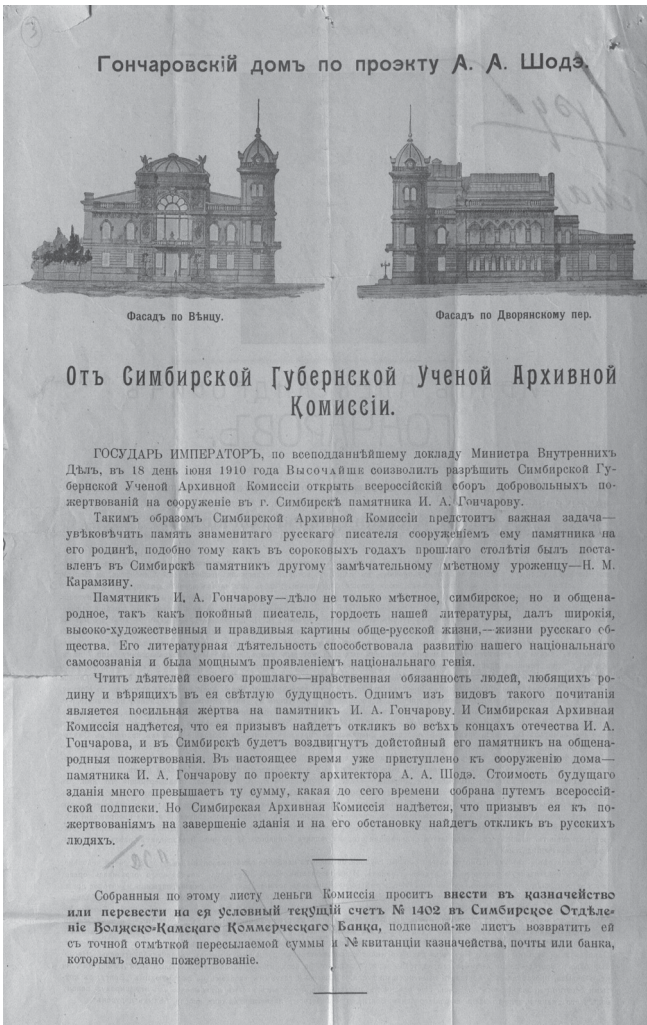 3
Гончаровскій домъ по проэкту А. А. Шодэ.
Фасадъ по Вѣнцу.
Фасадъ по Дворянскому пер.
Отъ Симбирской Губернской Ученой Архивной
Комиссіи.
ГОСУДАРЬ ИМПЕРАТОРЪ, по всеподданнѣйшему докладу Министра Внутреннихъ
Дѣлъ, въ 18 день іюня 1910 года Высочайше соизволилъ разрѣшить Симбирской Гу-
бернской Ученой Архивной Комиссіи открыть всероссійскій сборъ добровольныхъ по-
жертвованій на сооруженіе въ г. Симбирскѣ памятника И. А. Гончарову.
Такимъ образомъ Симбирской Архивной Комиссіи предстоитъ важная задача—
увѣковѣчить память знаменитаго русскаго писателя сооруженіемъ ему памятника на
его родинѣ, подобно тому какъ въ сороковыхъ годахъ прошлаго столѣтія былъ поста-
вленъ въ Симбирскѣ памятникъ другому замѣчательному мѣстному уроженцу—Н. М.
Карамзину.
Памятникъ И. А. Гончарову—дѣло не только мѣстное, симбирское, но и общена-
родное, такъ какъ покойный писатель, гордость нашей литературы, далъ широкія,
высоко-художественныя и правдивыя картины обще-русской жизни,—жизни русскаго об-
щества. Его литературная дѣятельность способствовала развитію нашего національнаго
самосознанія и была мощнымъ проявленіемъ національнаго генія.
Чтить дѣятелей своего прошлаго—нравственная обязанность людей, любящихъ ро-
дину и вѣрящихъ въ ея свѣтлую будущность. Однимъ изъ видовъ такого почитанія
является посильная жертва на памятникъ И. А. Гончарову. И Симбирская Архивная
Комиссія надѣется, что ея призывъ найдетъ откликъ во всѣхъ концахъ отечества И. А.
Гончарова, и въ Симбирскѣ будетъ воздвигнутъ дойстойный его памятникъ на общена-
родныя пожертвованія. Въ настоящее время уже приступлено къ сооруженію дома—
памятника И. А. Гончарову по проекту архитектора А. А. Шодэ. Стоимость будущаго
зданія много превышаетъ ту сумму, какая до сего времени собрана путемъ всероссій-
ской подписки. Но Симбирская Архивная Комиссія надѣется, что призывъ ея къ по-
жертвованіямъ на завершеніе зданія и на его обстановку найдетъ откликъ въ русскихъ
людяхъ.
Собранныя по этому листу деньги Комиссія проситъ внести въ казначейство
или перевести на ея условный текущій счетъ № 1402 въ Симбирское Отдѣле-
ніе Волжско-Камскаго Коммерческаго Банка, подписной-же листъ возвратить ей
съ точной отмѣткой пересылаемой суммы и № квитанціи казначейства, почты или банка,
которымъ сдано пожертвованіе.